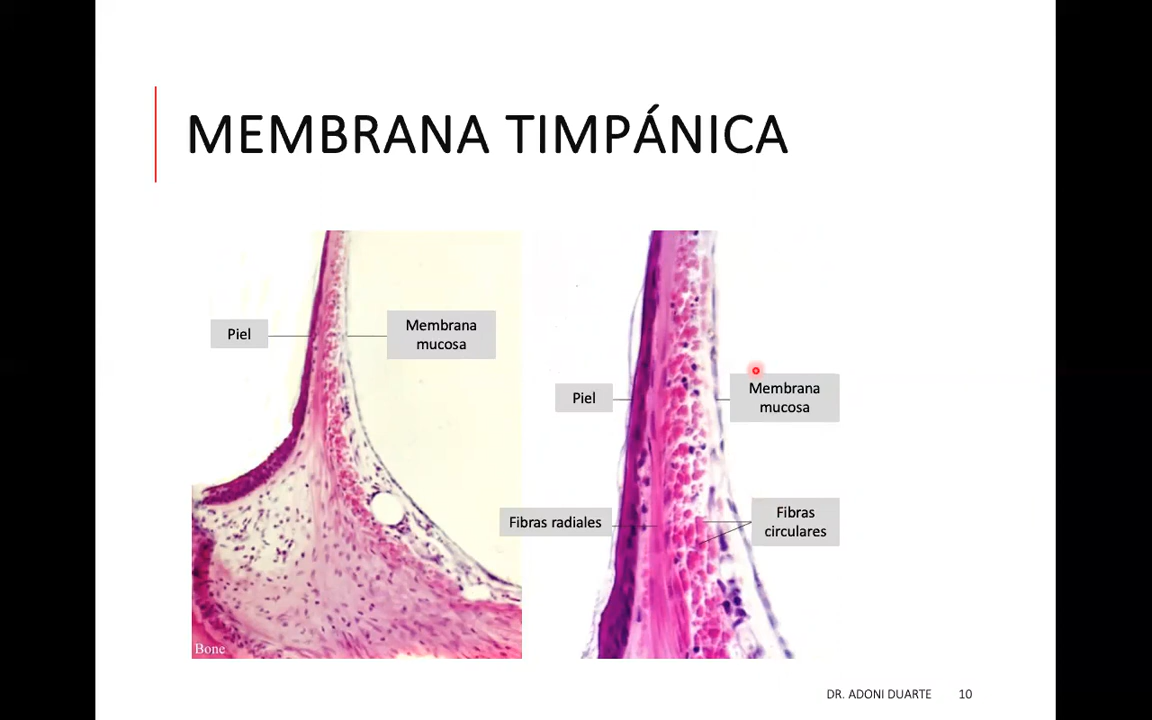 MEMBRANA TIMPÁNICA
Piel
Membrana
mucosa
Bone
Piel
Membrana
mucosa
Fibras radiales
Fibras
circulares
DR. ADONI DUARTE 10